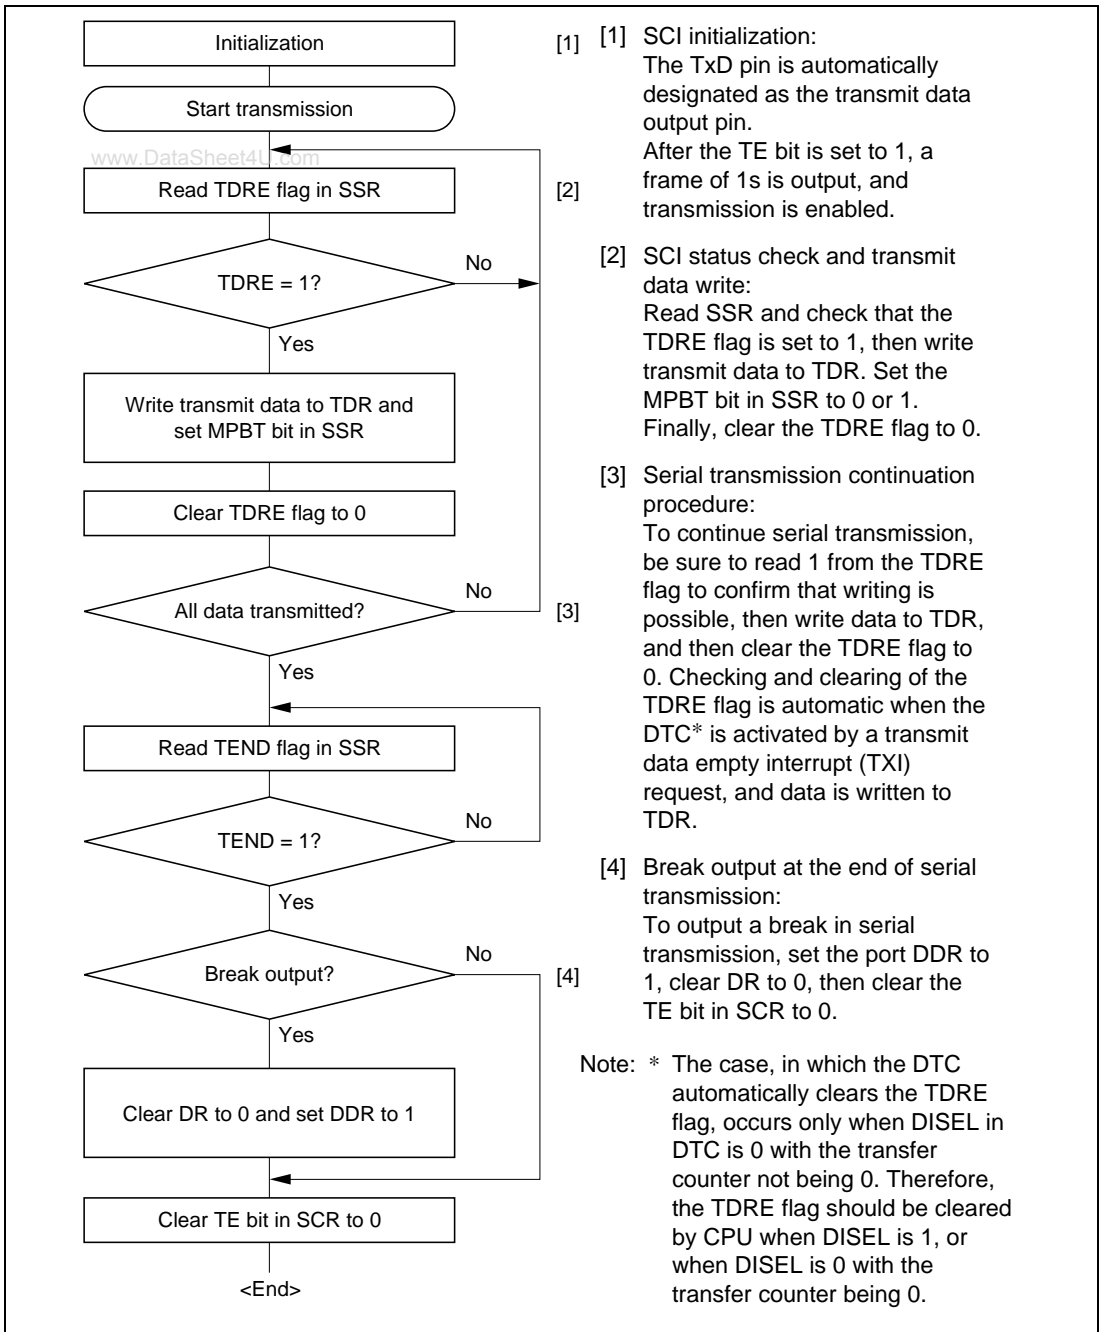 Initialization
[1]
Start transmission
www.DataSheet4U.com
Read TDRE flag in SSR
[2]
TDRE = 1?
No
Yes
Write transmit data to TDR and
set MPBT bit in SSR
Clear TDRE flag to 0
All data transmitted?
No
[3]
Yes
Read TEND flag in SSR
TEND = 1?
No
Yes
Break output?
No
[4]
Yes
Clear DR to 0 and set DDR to 1
Clear TE bit in SCR to 0
<End>
[1] SCI initialization:
The TxD pin is automatically
designated as the transmit data
output pin.
After the TE bit is set to 1, a
frame of 1s is output, and
transmission is enabled.
[2] SCI status check and transmit
data write:
Read SSR and check that the
TDRE flag is set to 1, then write
transmit data to TDR. Set the
MPBT bit in SSR to 0 or 1.
Finally, clear the TDRE flag to 0.
[3] Serial transmission continuation
procedure:
To continue serial transmission,
be sure to read 1 from the TDRE
flag to confirm that writing is
possible, then write data to TDR,
and then clear the TDRE flag to
0. Checking and clearing of the
TDRE flag is automatic when the
DTC* is activated by a transmit
data empty interrupt (TXI)
request, and data is written to
TDR.
[4] Break output at the end of serial
transmission:
To output a break in serial
transmission, set the port DDR to
1, clear DR to 0, then clear the
TE bit in SCR to 0.
Note: * The case, in which the DTC
automatically clears the TDRE
flag, occurs only when DISEL in
DTC is 0 with the transfer
counter not being 0. Therefore,
the TDRE flag should be cleared
by CPU when DISEL is 1, or
when DISEL is 0 with the
transfer counter being 0.